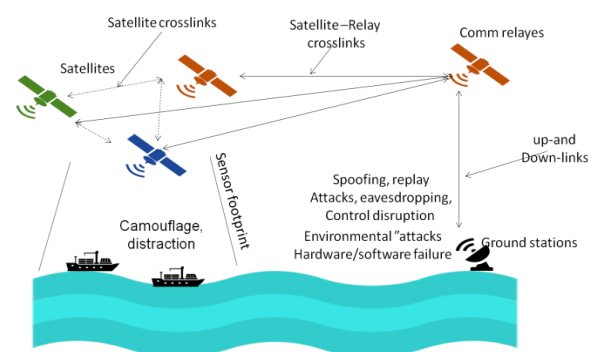 Satellite crosslinks
Satellite–Relay
crosslinks
Comm relayes
Satellites
up-and
Down-links
Sensor footprint
Spoofing, replay
Attacks, eavesdropping,
Control disruption
Camouflage,
distraction
Environmental "attacks
Hardware/software failure
Ground stations